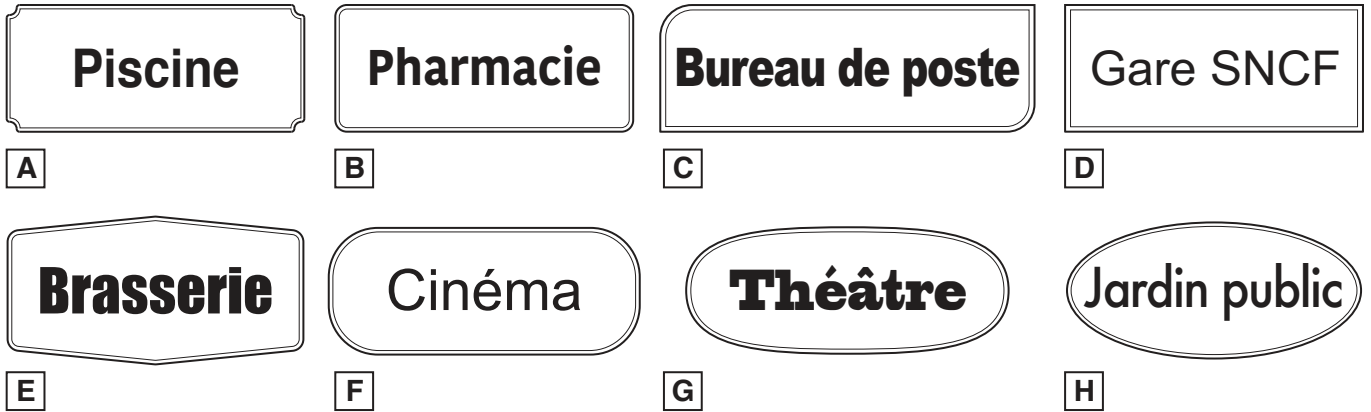 Piscine
Pharmacie
Bureau de poste
Gare SNCF
A
B
C
D
Brasserie
Cinéma
Théâtre
Jardin public
E
F
G
H